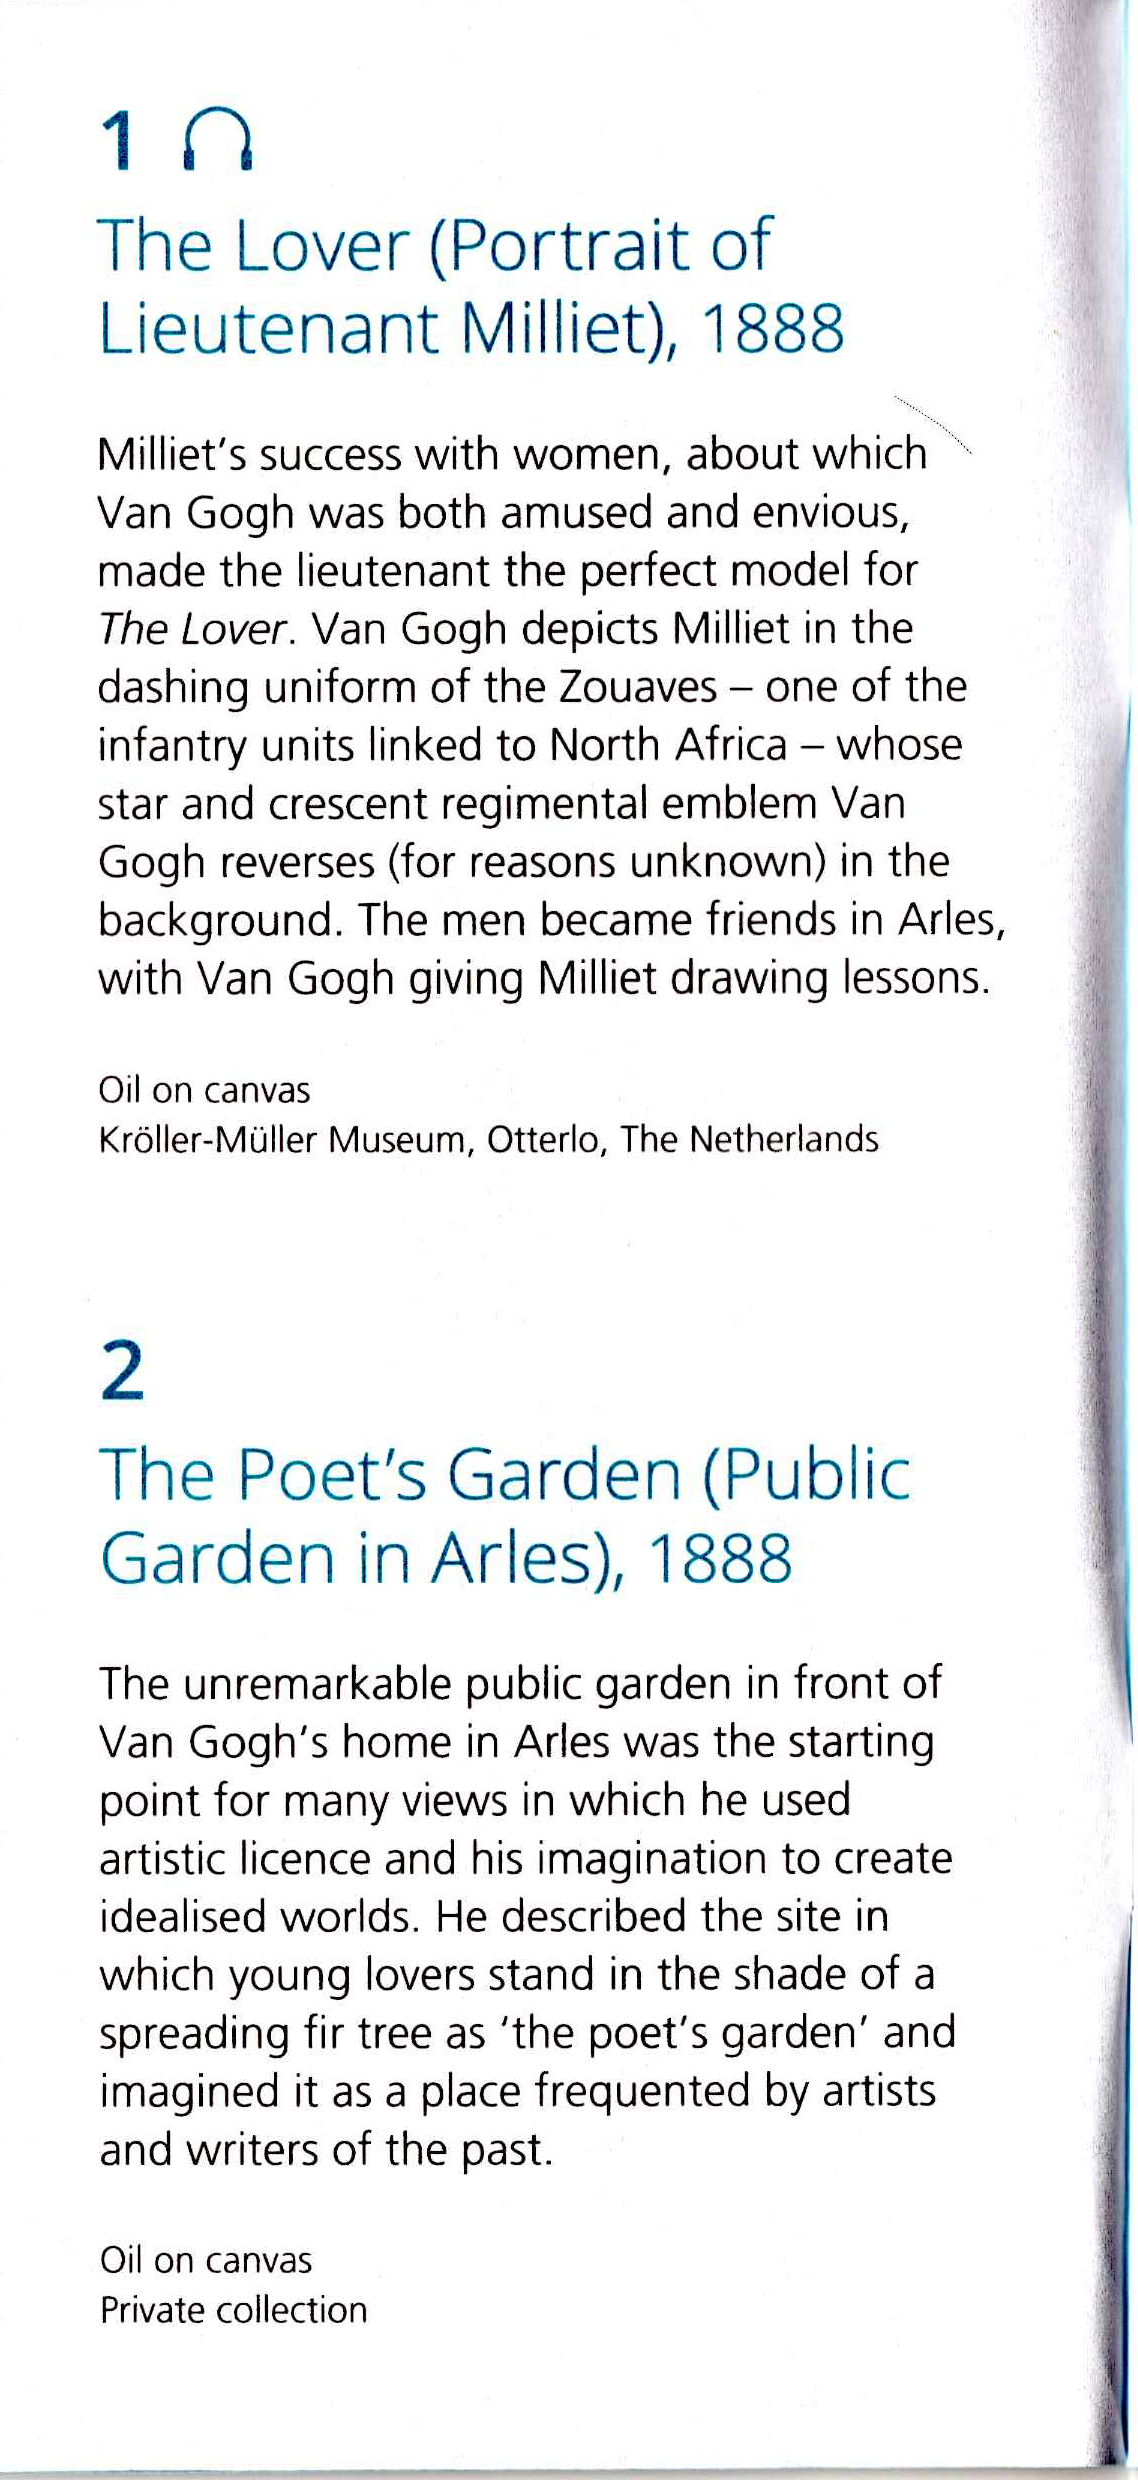 1
The Lover (Portrait of
Lieutenant Milliet), 1888
Milliet's success with women, about which
Van Gogh was both amused and envious,
made the lieutenant the perfect model for
The Lover. Van Gogh depicts Milliet in the
dashing uniform of the Zouaves – one of the
infantry units linked to North Africa – whose
star and crescent regimental emblem Van
Gogh reverses (for reasons unknown) in the
background. The men became friends in Arles,
with Van Gogh giving Milliet drawing lessons.
Oil on canvas
Kröller-Müller Museum, Otterlo, The Netherlands
2
The Poet's Garden (Public
Garden in Arles), 1888
The unremarkable public garden in front of
Van Gogh's home in Arles was the starting
point for many views in which he used
artistic licence and his imagination to create
idealised worlds. He described the site in
which young lovers stand in the shade of a
spreading fir tree as 'the poet's garden' and
imagined it as a place frequented by artists
and writers of the past.
Oil on canvas
Private collection